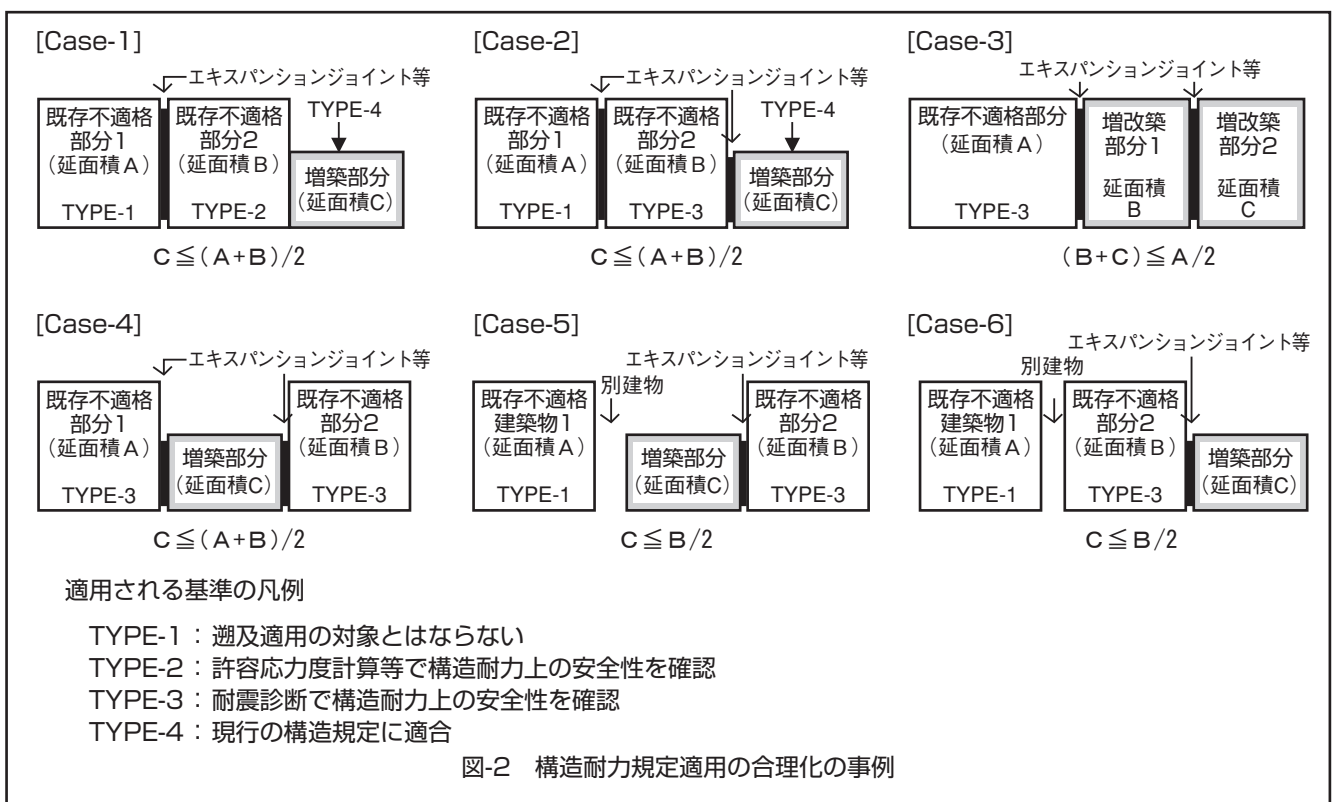 [Case-1]
エキスパンションジョイント等
既存不適格
部分1
(延面積A)
TYPE-1
既存不適格
部分2
(延面積B)
TYPE-2
TYPE-4
増築部分
(延面積C)
C≦(A+B)/2
[Case-2]
エキスパンションジョイント等
既存不適格
部分1
(延面積A)
TYPE-1
既存不適格
部分2
(延面積B)
TYPE-3
TYPE-4
増築部分
(延面積C)
C≦(A+B)/2
[Case-3]
エキスパンションジョイント等
既存不適格部分
(延面積A)
TYPE-3
増改築
部分1
延面積
B
増改築
部分2
延面積
C
(B+C)≦A/2
[Case-4]
エキスパンションジョイント等
既存不適格
部分1
(延面積A)
TYPE-3
増築部分
(延面積C)
既存不適格
部分2
(延面積B)
TYPE-3
C≦(A+B)/2
[Case-5]
エキスパンションジョイント等
別建物
既存不適格
建築物1
(延面積A)
TYPE-1
増築部分
(延面積C)
既存不適格
部分2
(延面積B)
TYPE-3
C≦B/2
[Case-6]
エキスパンションジョイント等
別建物
既存不適格
建築物1
(延面積A)
TYPE-1
既存不適格
部分2
(延面積B)
TYPE-3
増築部分
(延面積C)
C≦B/2
適用される基準の凡例
TYPE-1：遡及適用の対象とはならない
TYPE-2：許容応力度計算等で構造耐力上の安全性を確認
TYPE-3：耐震診断で構造耐力上の安全性を確認
TYPE-4：現行の構造規定に適合
図-2　構造耐力規定適用の合理化の事例